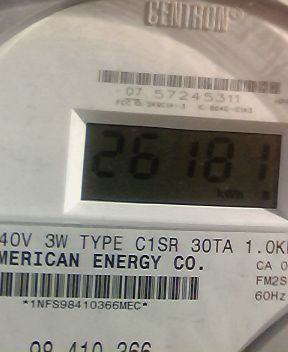 CENTRON®
07 57245311
26181
kWh
40V 3W TYPE C1SR 30TA 1.0K
MERICAN ENERGY CO.
CA 0
FM2S
60Hz
*1NFS98410366MEC*
98 410 366